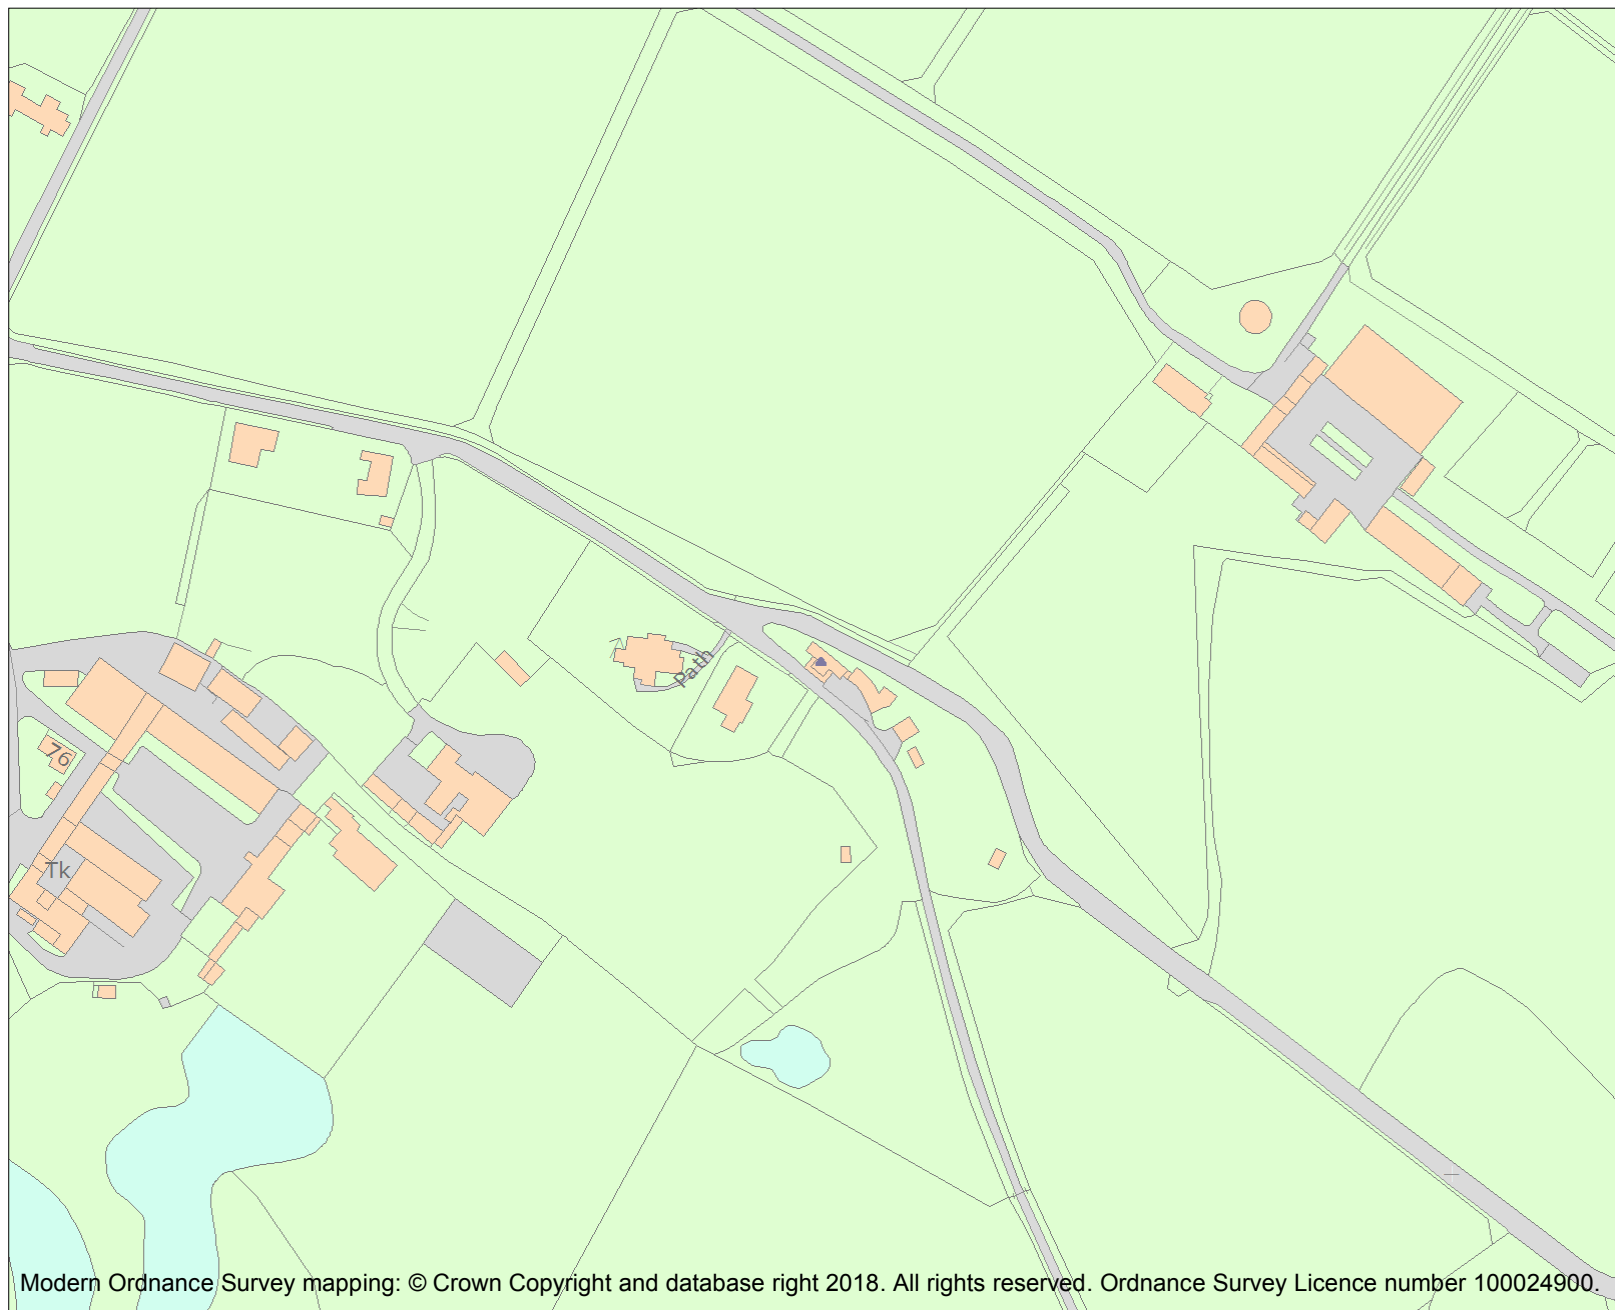 Path
76
Tk
Modern Ordnance Survey mapping: © Crown Copyright and database right 2018. All rights reserved. Ordnance Survey Licence number 100024900.